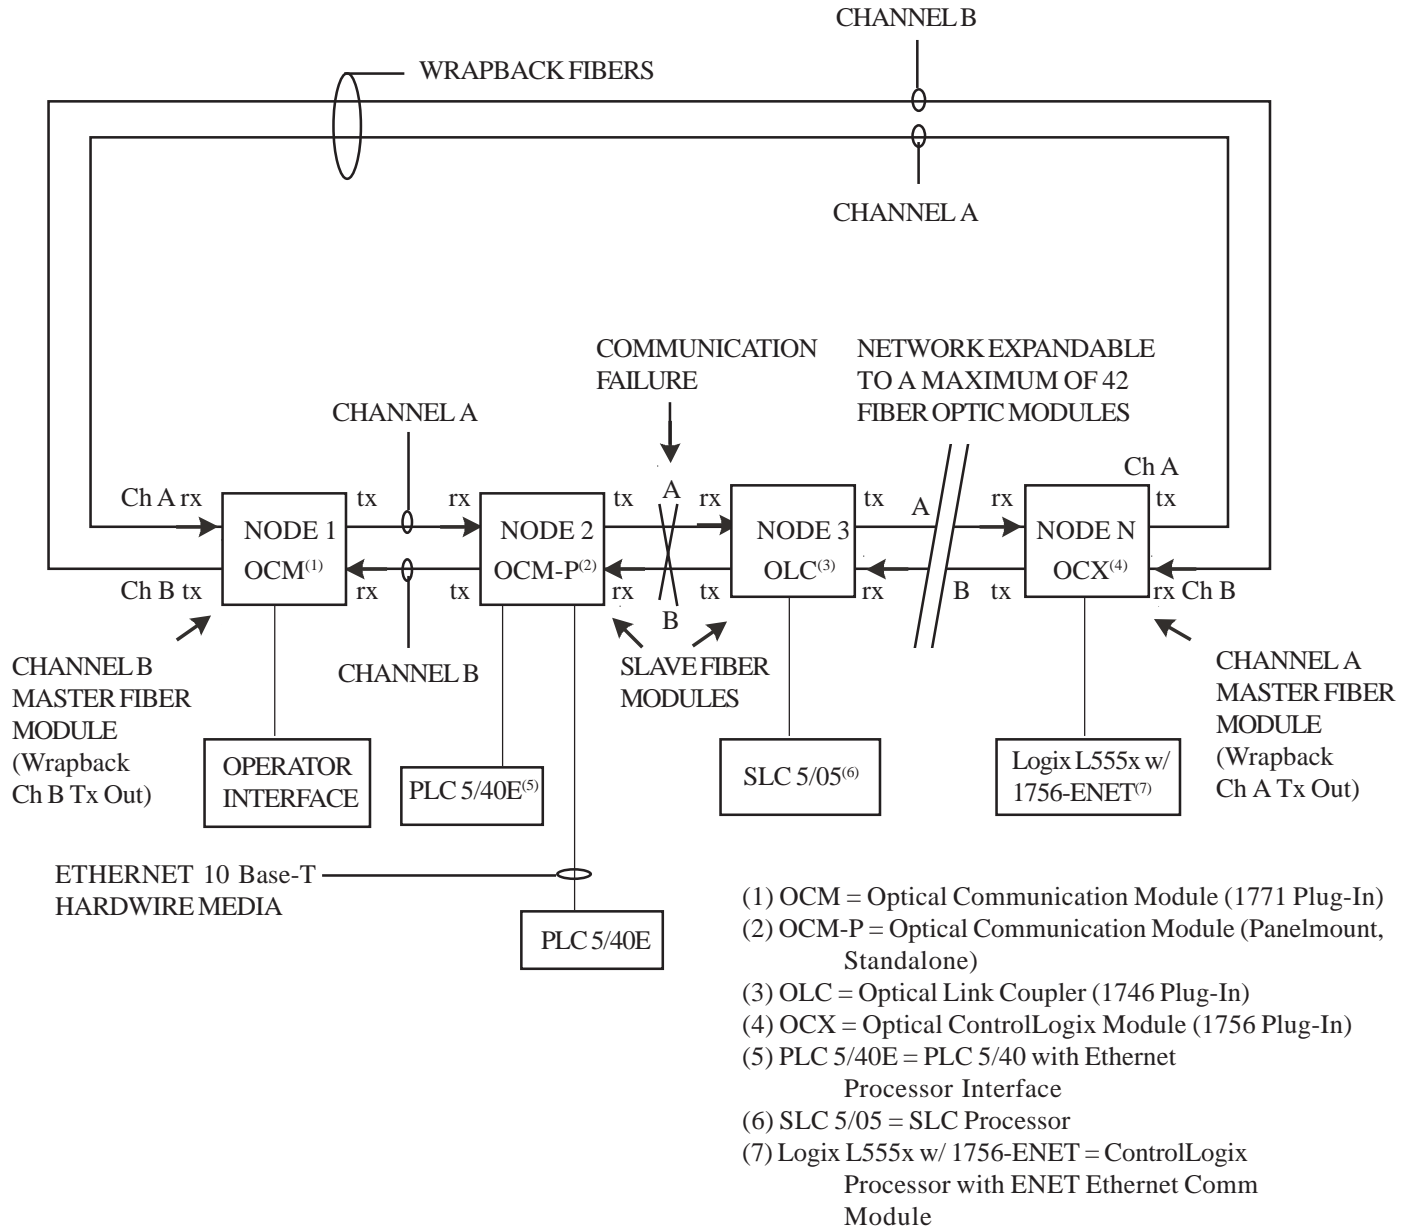 CHANNEL B
WRAPBACK FIBERS
CHANNEL A
COMMUNICATION
FAILURE
NETWORK EXPANDABLE
TO A MAXIMUM OF 42
FIBER OPTIC MODULES
CHANNEL A
Ch A rx
tx
rx
tx
A
rx
tx
A
rx
Ch A
tx
NODE 1
OCM(1)
NODE 2
OCM-P(2)
NODE 3
OLC(3)
NODE N
OCX(4)
Ch B tx
rx
tx
rx
B
tx
rx
B
tx
rx Ch B
CHANNEL B
MASTER FIBER
MODULE
(Wrapback
Ch B Tx Out)
CHANNEL B
SLAVE FIBER
MODULES
CHANNEL A
MASTER FIBER
MODULE
(Wrapback
Ch A Tx Out)
OPERATOR
INTERFACE
PLC 5/40E(5)
SLC 5/05(6)
Logix L555x w/
1756-ENET(7)
ETHERNET 10 Base-T
HARDWIRE MEDIA
PLC 5/40E
(1) OCM = Optical Communication Module (1771 Plug-In)
(2) OCM-P = Optical Communication Module (Panelmount,
Standalone)
(3) OLC = Optical Link Coupler (1746 Plug-In)
(4) OCX = Optical ControlLogix Module (1756 Plug-In)
(5) PLC 5/40E = PLC 5/40 with Ethernet
Processor Interface
(6) SLC 5/05 = SLC Processor
(7) Logix L555x w/ 1756-ENET = ControlLogix
Processor with ENET Ethernet Comm
Module